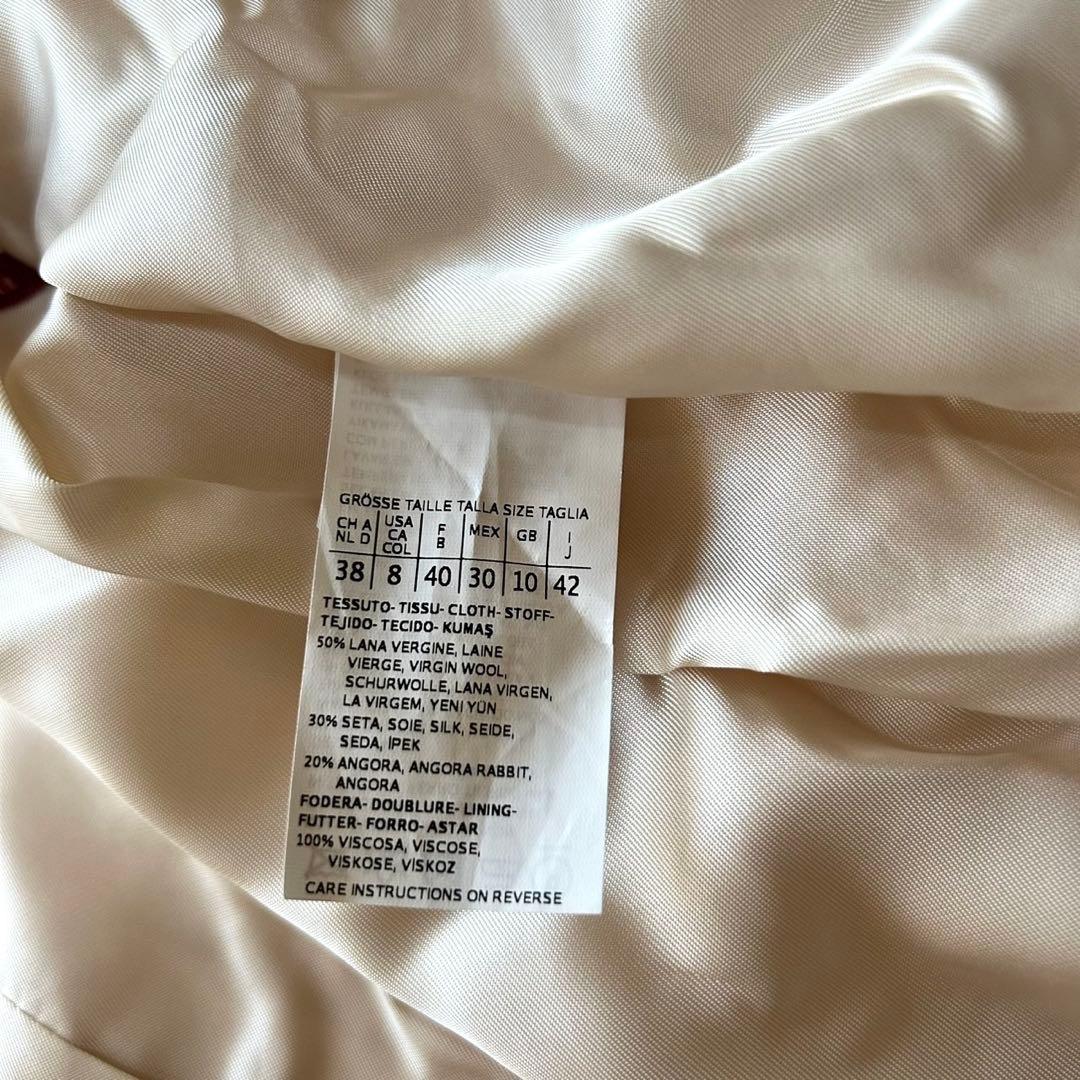 GRÖSSE TAILLE TALLA SIZE TAGLIA
CH A USA F MEX GB I
NL D CA B J
COL
38 8 40 30 10 42
TESSUTO- TISSU- CLOTH- STOFF-
TEJIDO- TECIDO- KUMAŞ
50% LANA VERGINE, LAINE
VIERGE, VIRGIN WOOL,
SCHURWOLLE, LANA VIRGEN,
LA VIRGEM, YENI YÜN
30% SETA, SOIE, SILK, SEIDE,
SEDA, İPEK
20% ANGORA, ANGORA RABBIT,
ANGORA
FODERA- DOUBLURE- LINING-
FUTTER- FORRO- ASTAR
100% VISCOSA, VISCOSE,
VISKOSE, VİSKOZ
CARE INSTRUCTIONS ON REVERSE